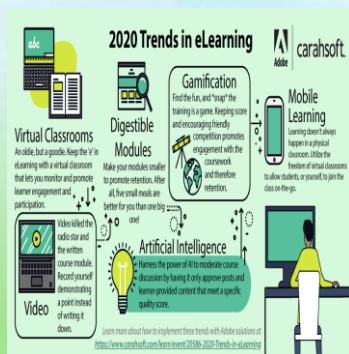 2020 Trends in eLearning
Adobe
carahsoft.
abc
Virtual Classrooms
An oldie, but a goodie. Keep the 'e' in
eLearning with a virtual classroom
that lets you monitor and promote
learner engagement and
participation.
Digestible
Modules
Make your modules smaller
to promote retention. After
all, five small meals are
better for you than one big
one!
Gamification
Find the fun, and *snap* the
training is a game. Keeping score
and encouraging friendly
competition promotes
engagement with the
coursework
and therefore
retention.
Mobile
Learning
Learning doesn't always
happen in a physical
classroom. Utilize the
freedom of virtual classrooms
to allow students, or yourself, to join the
class on-the-go.
Video killed the
radio star and
the written
course module.
Record yourself
demonstrating
a point instead
of writing it
down.
Video
Artificial Intelligence
Harness the power of AI to moderate course
discussion by having it only approve posts and
learner-provided content that meet a specific
quality score.
Learn more about how to implement these trends with Adobe solutions at
https://www.carahsoft.com/learn/event/20586-2020-Trends-in-eLearning